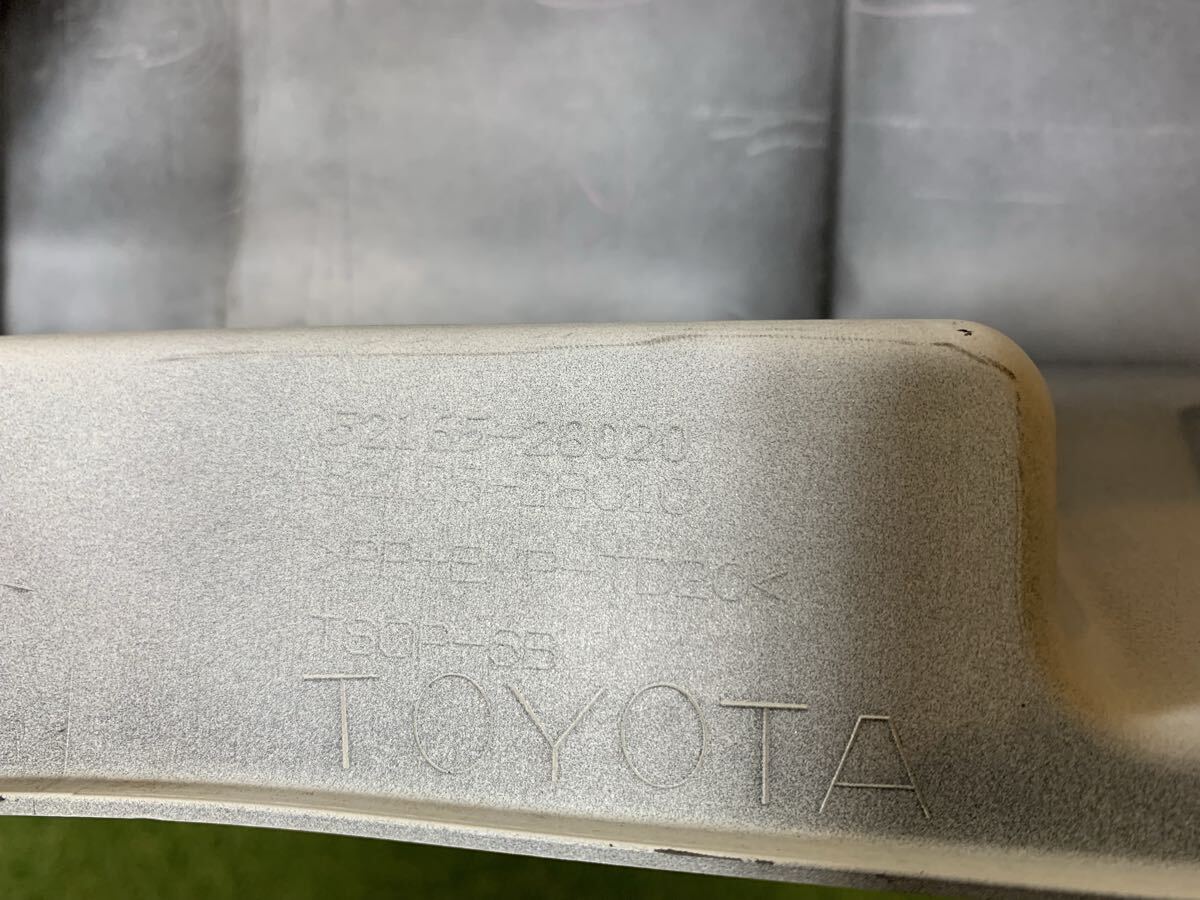 52165-28020
>PP+E/P-TD20<
TSOP-5B
TOYOTA